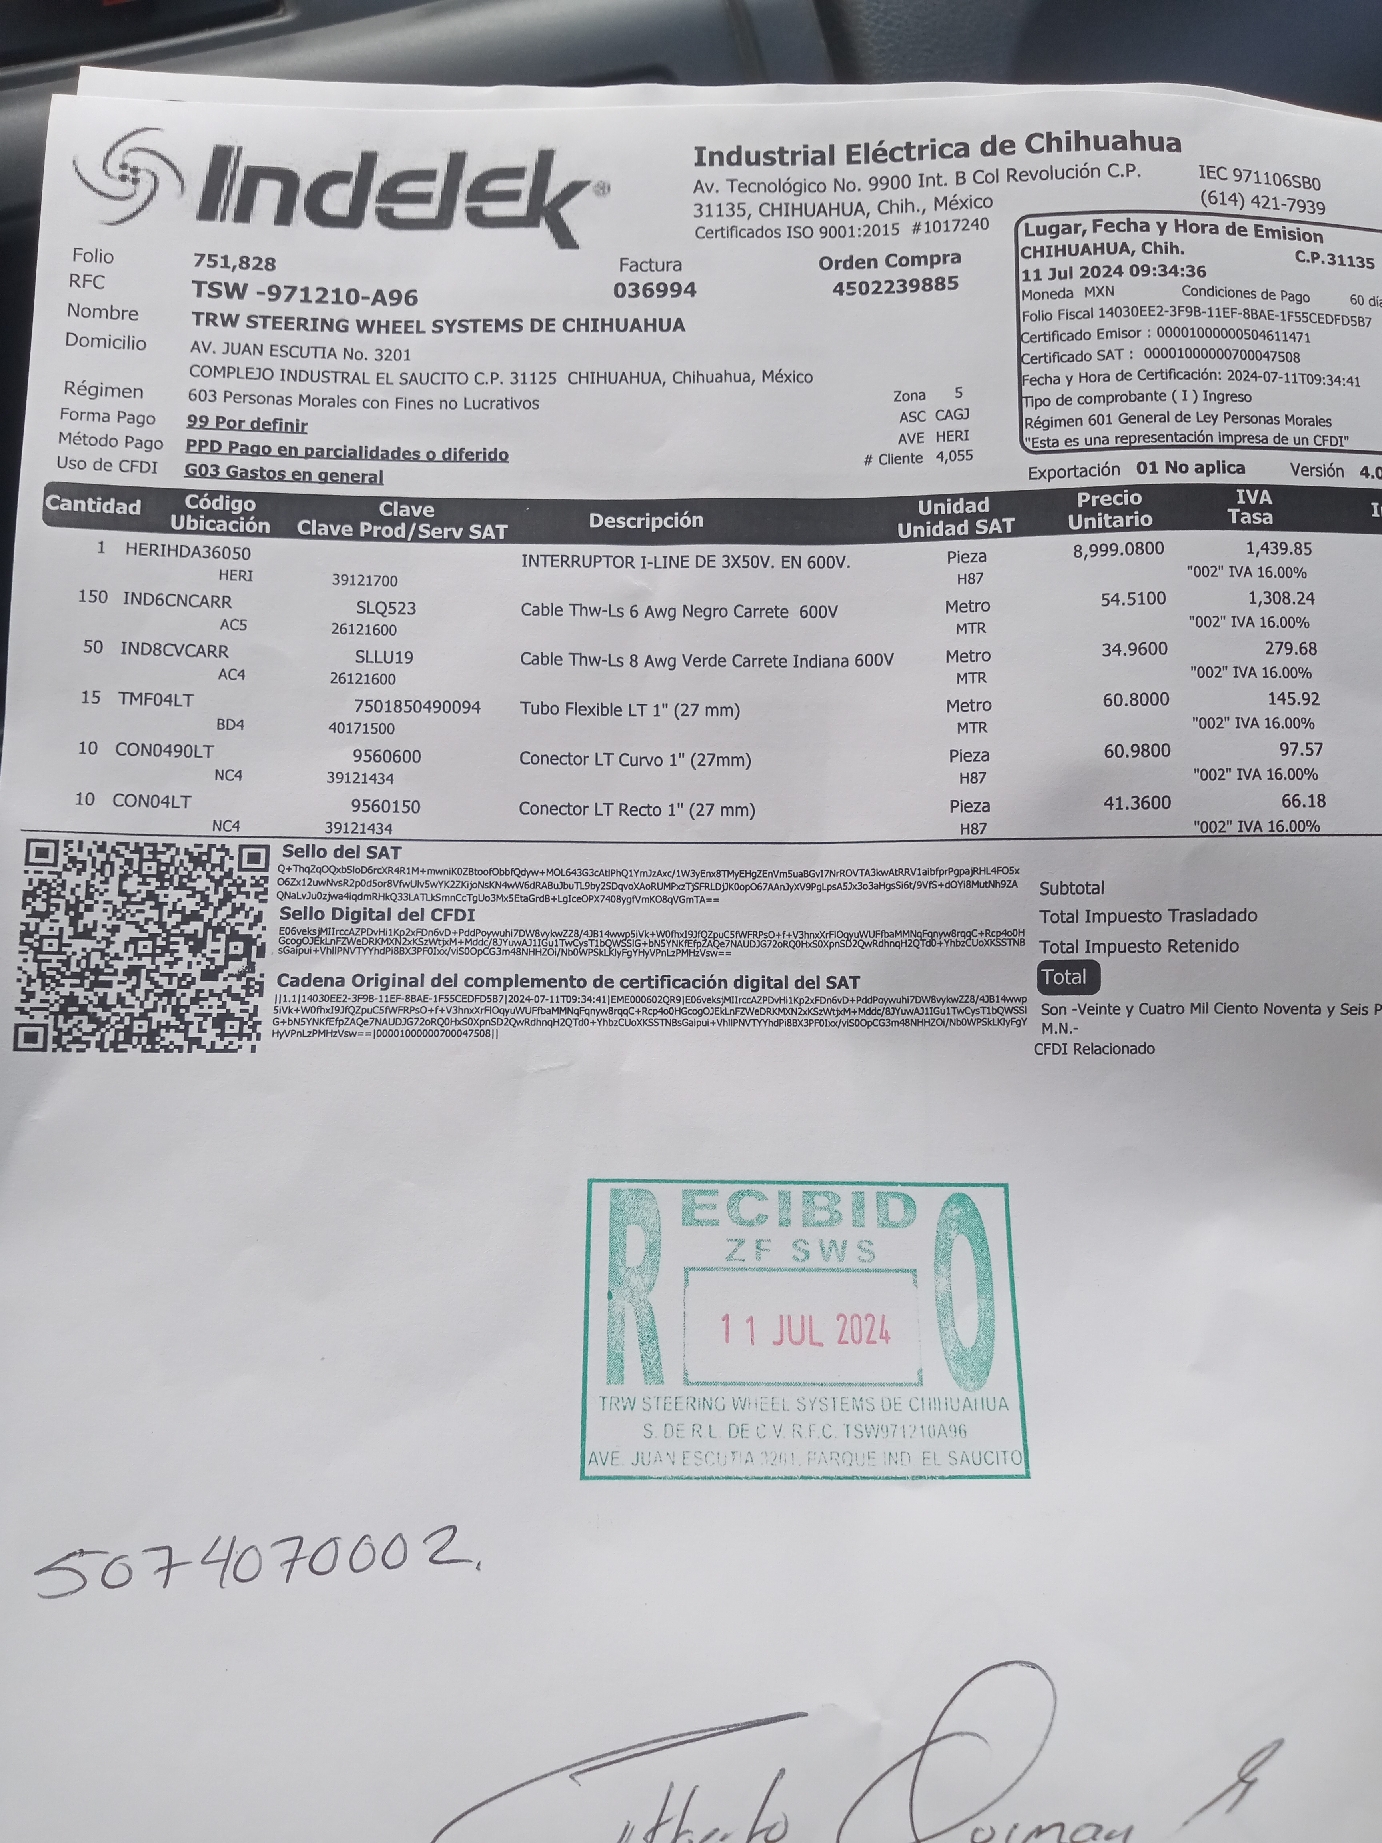 Indelek®
Industrial Eléctrica de Chihuahua
Av. Tecnológico No. 9900 Int. B Col Revolución C.P.
31135, CHIHUAHUA, Chih., México
Certificados ISO 9001:2015 #1017240
IEC 971106SB0
(614) 421-7939
Folio 751,828
Factura
036994
Orden Compra
4502239885
RFC TSW -971210-A96
Nombre TRW STEERING WHEEL SYSTEMS DE CHIHUAHUA
Domicilio AV. JUAN ESCUTIA No. 3201
COMPLEJO INDUSTRAL EL SAUCITO C.P. 31125 CHIHUAHUA, Chihuahua, México
Régimen 603 Personas Morales con Fines no Lucrativos
Forma Pago 99 Por definir
Método Pago PPD Pago en parcialidades o diferido
Uso de CFDI G03 Gastos en general
Zona 5
ASC CAGJ
AVE HERI
# Cliente 4,055
Lugar, Fecha y Hora de Emision
CHIHUAHUA, Chih. C.P.31135
11 Jul 2024 09:34:36
Moneda MXN Condiciones de Pago 60
Folio Fiscal 14030EE2-3F9B-11EF-8BAE-1F55CEDFD5B7
Certificado Emisor : 00001000000504611471
Certificado SAT : 00001000000700047508
Fecha y Hora de Certificación: 2024-07-11T09:34:41
Tipo de comprobante ( I ) Ingreso
Régimen 601 General de Ley Personas Morales
"Esta es una representación impresa de un CFDI"
Exportación 01 No aplica Versión 4.0
Cantidad Código Clave Descripción Unidad Precio IVA
Ubicación Clave Prod/Serv SAT Unidad SAT Unitario Tasa
1 HERIHDA36050 INTERRUPTOR I-LINE DE 3X50V. EN 600V. Pieza 8,999.0800 1,439.85
HERI 39121700 H87 "002" IVA 16.00%
150 IND6CNCARR SLQ523 Cable Thw-Ls 6 Awg Negro Carrete 600V Metro 54.5100 1,308.24
AC5 26121600 MTR "002" IVA 16.00%
50 IND8CVCARR SLLU19 Cable Thw-Ls 8 Awg Verde Carrete Indiana 600V Metro 34.9600 279.68
AC4 26121600 MTR "002" IVA 16.00%
15 TMF04LT 7501850490094 Tubo Flexible LT 1" (27 mm) Metro 60.8000 145.92
BD4 40171500 MTR "002" IVA 16.00%
10 CON0490LT 9560600 Conector LT Curvo 1" (27mm) Pieza 60.9800 97.57
NC4 39121434 H87 "002" IVA 16.00%
10 CON04LT 9560150 Conector LT Recto 1" (27 mm) Pieza 41.3600 66.18
NC4 39121434 H87 "002" IVA 16.00%
Sello del SAT
Sello Digital del CFDI
Cadena Original del complemento de certificación digital del SAT
HyVPnLzPMHzVsw==|00001000000700047508||
Subtotal
Total Impuesto Trasladado
Total Impuesto Retenido
Total
Son -Veinte y Cuatro Mil Ciento Noventa y Seis
M.N.-
CFDI Relacionado
RECIBIDO
ZF SWS
11 JUL 2024
TRW STEERING WHEEL SYSTEMS DE CHIHUAHUA
S. DE R.L. DE C.V. R.F.C. TSW971210A96
AVE. JUAN ESCUTIA 3201. PARQUE IND. EL SAUCITO
5074070002.